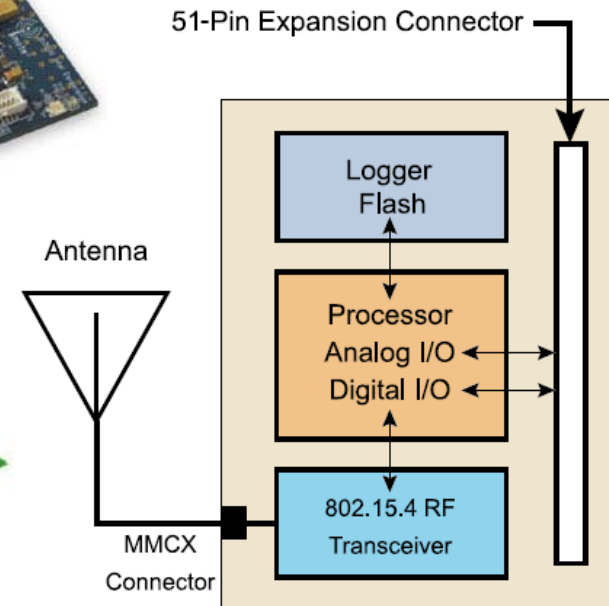 51-Pin Expansion Connector
Logger
Flash
Antenna
Processor
Analog I/O
Digital I/O
802.15.4 RF
Transceiver
MMCX
Connector